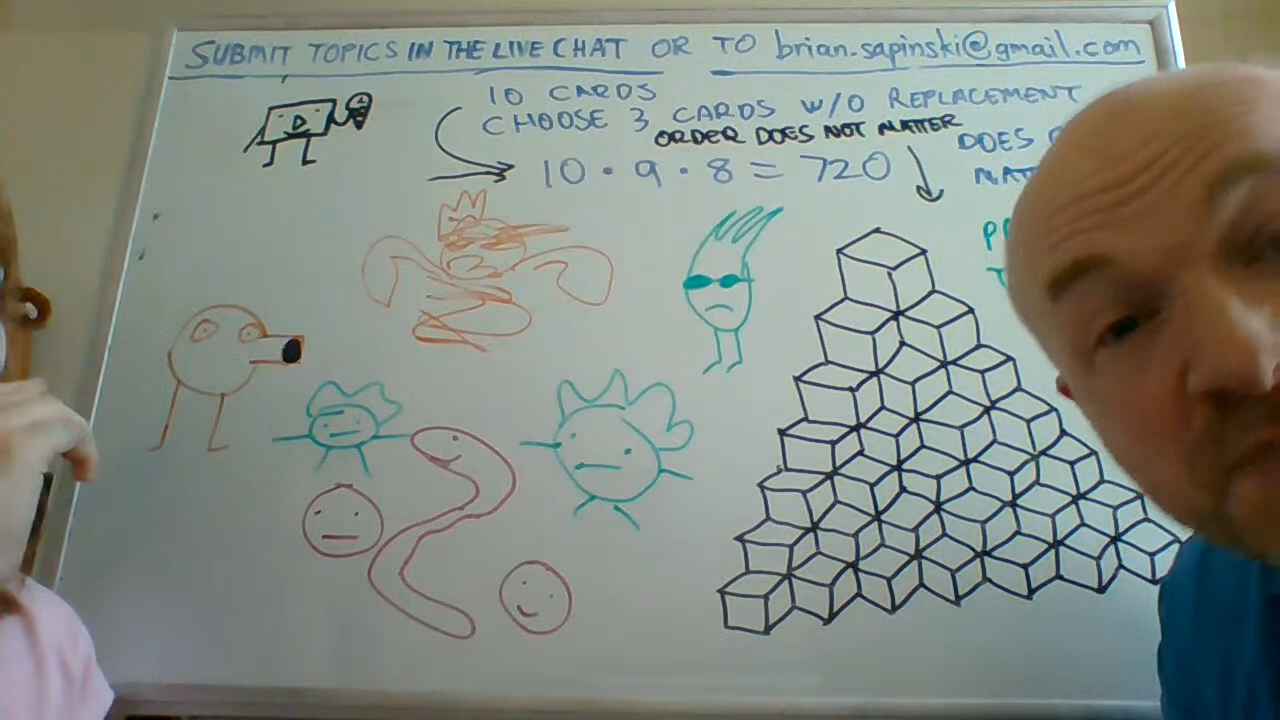 SUBMIT TOPICS IN THE LIVE CHAT OR TO brian.sapinski@gmail.com
10 CARDS
CHOOSE 3 CARDS W/O REPLACEMENT
ORDER DOES NOT MATTER
10 · 9 · 8 = 720
DOES